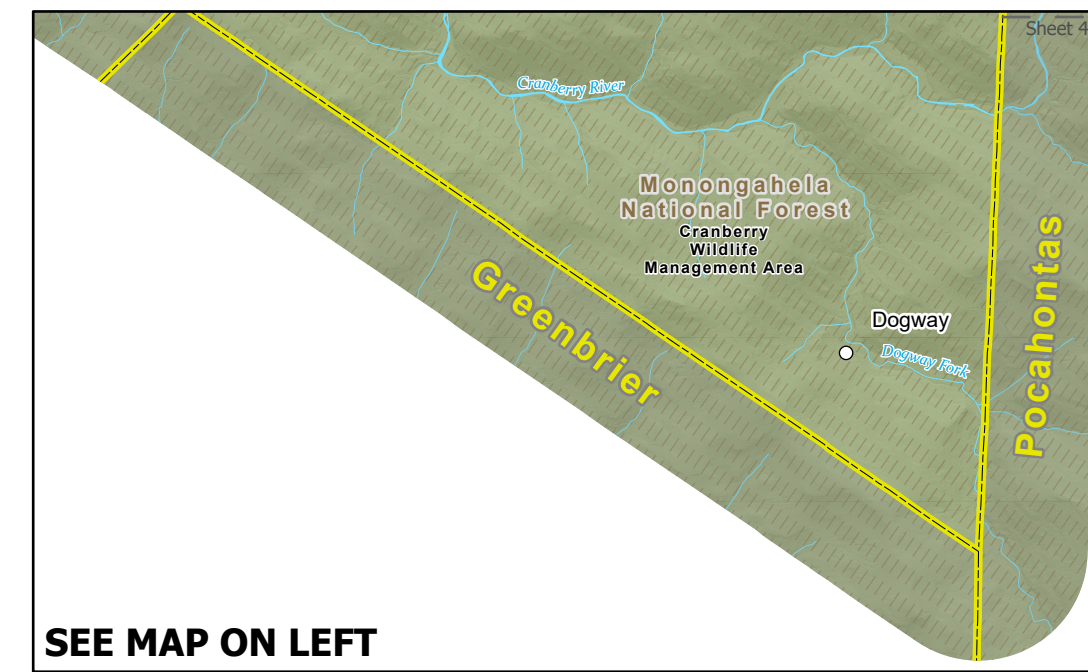 Sheet 4
Cranberry River
Monongahela
National Forest
Cranberry
Wildlife
Management Area
Greenbrier
Pocahontas
Dogway
Dogway Fork
SEE MAP ON LEFT